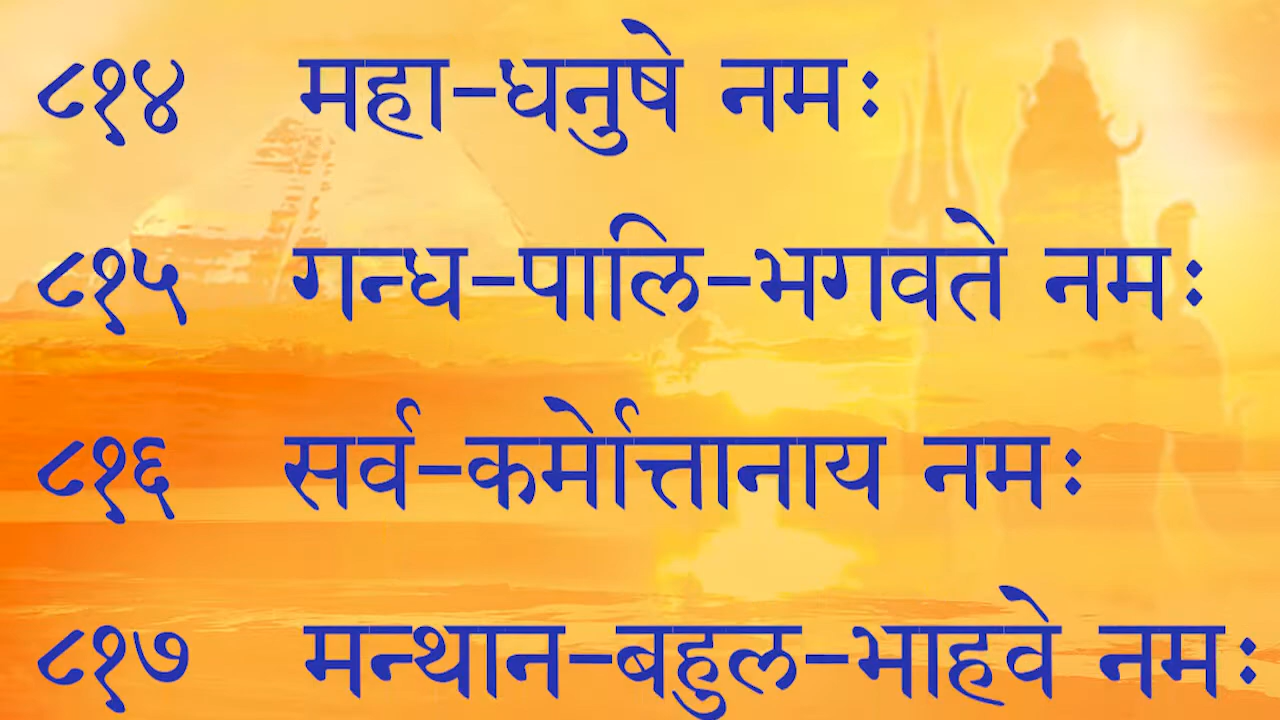 ८१४ महा-धनुषे नमः
८१५ गन्ध-पालि-भगवते नमः
८१६ सर्व-कर्मोत्तानाय नमः
८१७ मन्थान-बहुल-भाहवे नमः